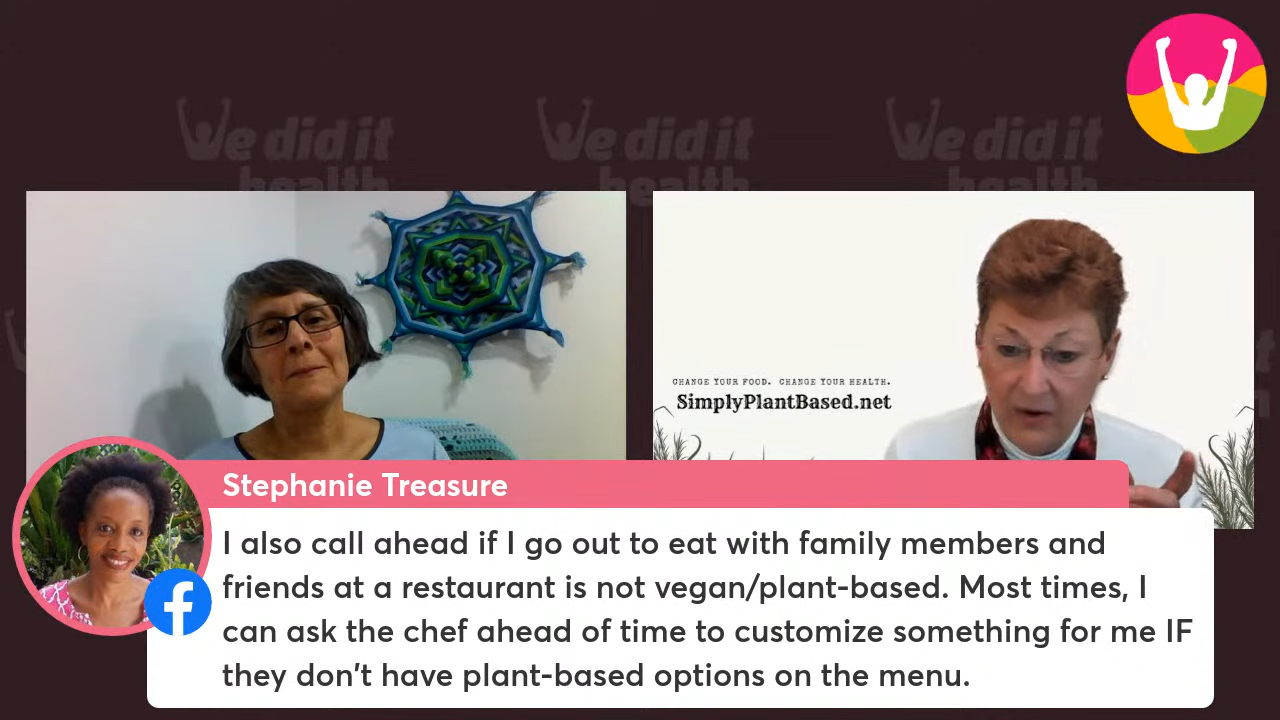 We did it
health
We did it
health
We did it
health
CHANGE YOUR FOOD. CHANGE YOUR HEALTH.
SimplyPlantBased.net
Stephanie Treasure
I also call ahead if I go out to eat with family members and
friends at a restaurant is not vegan/plant-based. Most times, I
can ask the chef ahead of time to customize something for me IF
they don't have plant-based options on the menu.